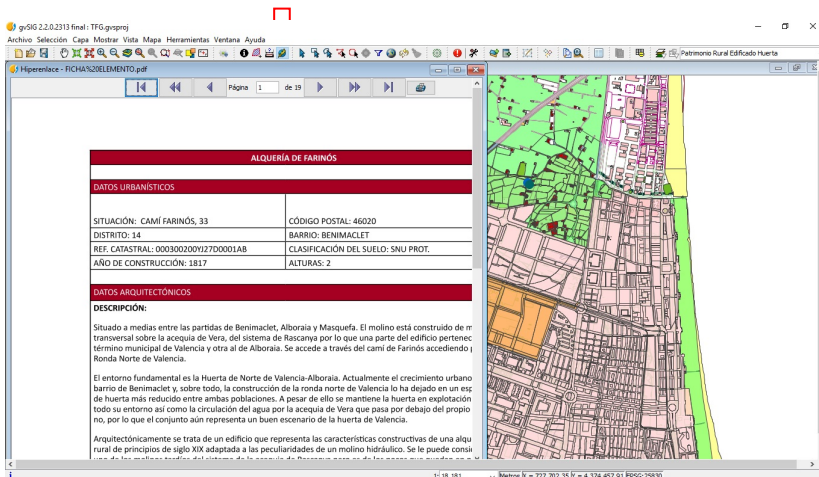 gvSIG 2.2.0.2313 final : TFG.gvsproj
Archivo Selección Capa Mostrar Vista Mapa Herramientas Ventana Ayuda
Patrimonio Rural Edificado Huerta
Hiperenlace - FICHA%20ELEMENTO.pdf
Página 1 de 19
ALQUERÍA DE FARINÓS
DATOS URBANÍSTICOS
SITUACIÓN: CAMÍ FARINÓS, 33 CÓDIGO POSTAL: 46020
DISTRITO: 14 BARRIO: BENIMACLET
REF. CATASTRAL: 000300200YJ27D0001AB CLASIFICACIÓN DEL SUELO: SNU PROT.
AÑO DE CONSTRUCCIÓN: 1817 ALTURAS: 2
DATOS ARQUITECTÓNICOS
DESCRIPCIÓN:
Situado a medias entre las partidas de Benimaclet, Alboraia y Masquefa. El molino está construido de m
transversal sobre la acequia de Vera, del sistema de Rascanya por lo que una parte del edificio pertenec
término municipal de Valencia y otra al de Alboraia. Se accede a través del camí de Farinós accediendo
Ronda Norte de Valencia.
El entorno fundamental es la Huerta de Norte de Valencia-Alboraia. Actualmente el crecimiento urbano
barrio de Benimaclet y, sobre todo, la construcción de la ronda norte de Valencia lo ha dejado en un esp
de huerta más reducido entre ambas poblaciones. A pesar de ello se mantiene la huerta en explotación
todo su entorno así como la circulación del agua por la acequia de Vera que pasa por debajo del propio
no, por lo que el conjunto aún representa un buen escenario de la huerta de Valencia.
Arquitectónicamente se trata de un edificio que representa las características constructivas de una alqu
rural de principios de siglo XIX adaptada a las peculiaridades de un molino hidráulico. Se le puede consi
1: 18.181 Metros X = 727.702,35 Y = 4.324.457,91 EPSG:25830